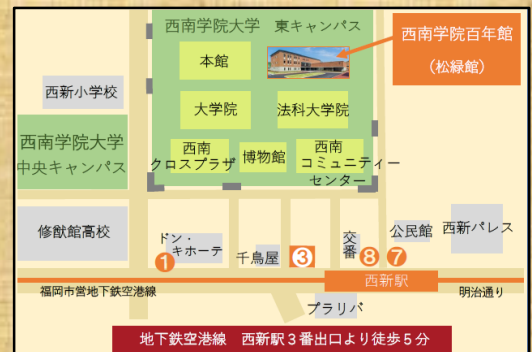 西南学院大学 東キャンパス
本館
西南学院百年館
(松緑館)
西新小学校
大学院
法科大学院
西南学院大学
中央キャンパス
西南
クロスプラザ
博物館
西南
コミュニティー
センター
修猷館高校
ドン・
キホーテ
1
千鳥屋
3
交番
8
7
公民館
西新パレス
西新駅
福岡市営地下鉄空港線
明治通り
プラリバ
地下鉄空港線 西新駅3番出口より徒歩5分